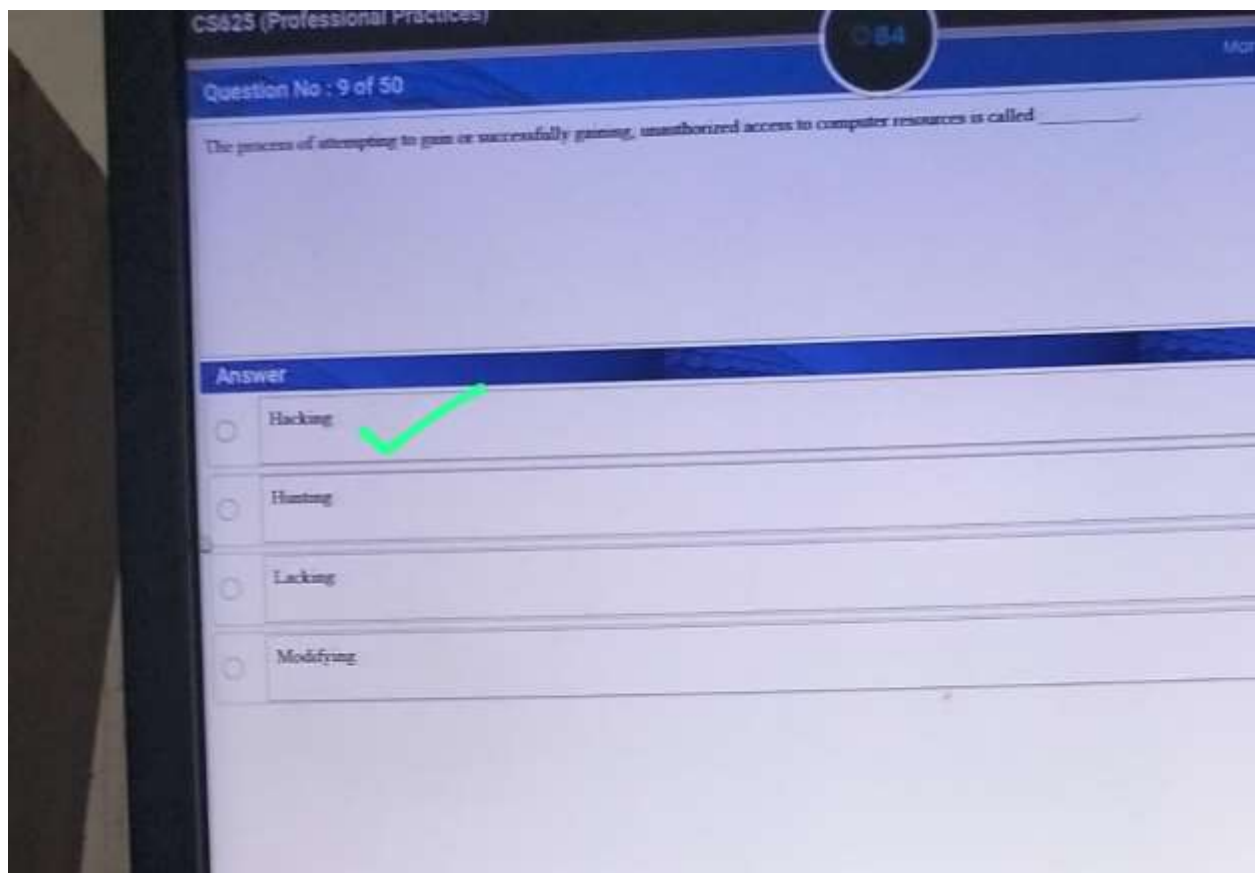 CS625 (Professional Practices)
84
Question No : 9 of 50
The process of attempting to gain or successfully gaining, unauthorized access to computer resources is called __________.
Answer
Hacking
Hunting
Lacking
Modifying